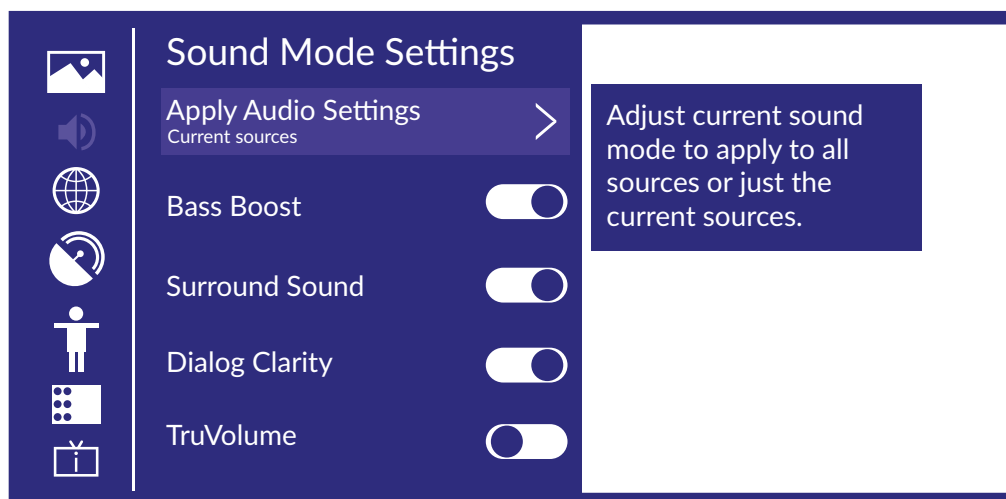 Sound Mode Settings
Apply Audio Settings
Current sources
Adjust current sound
mode to apply to all
sources or just the
current sources.
Bass Boost
Surround Sound
Dialog Clarity
TruVolume
i